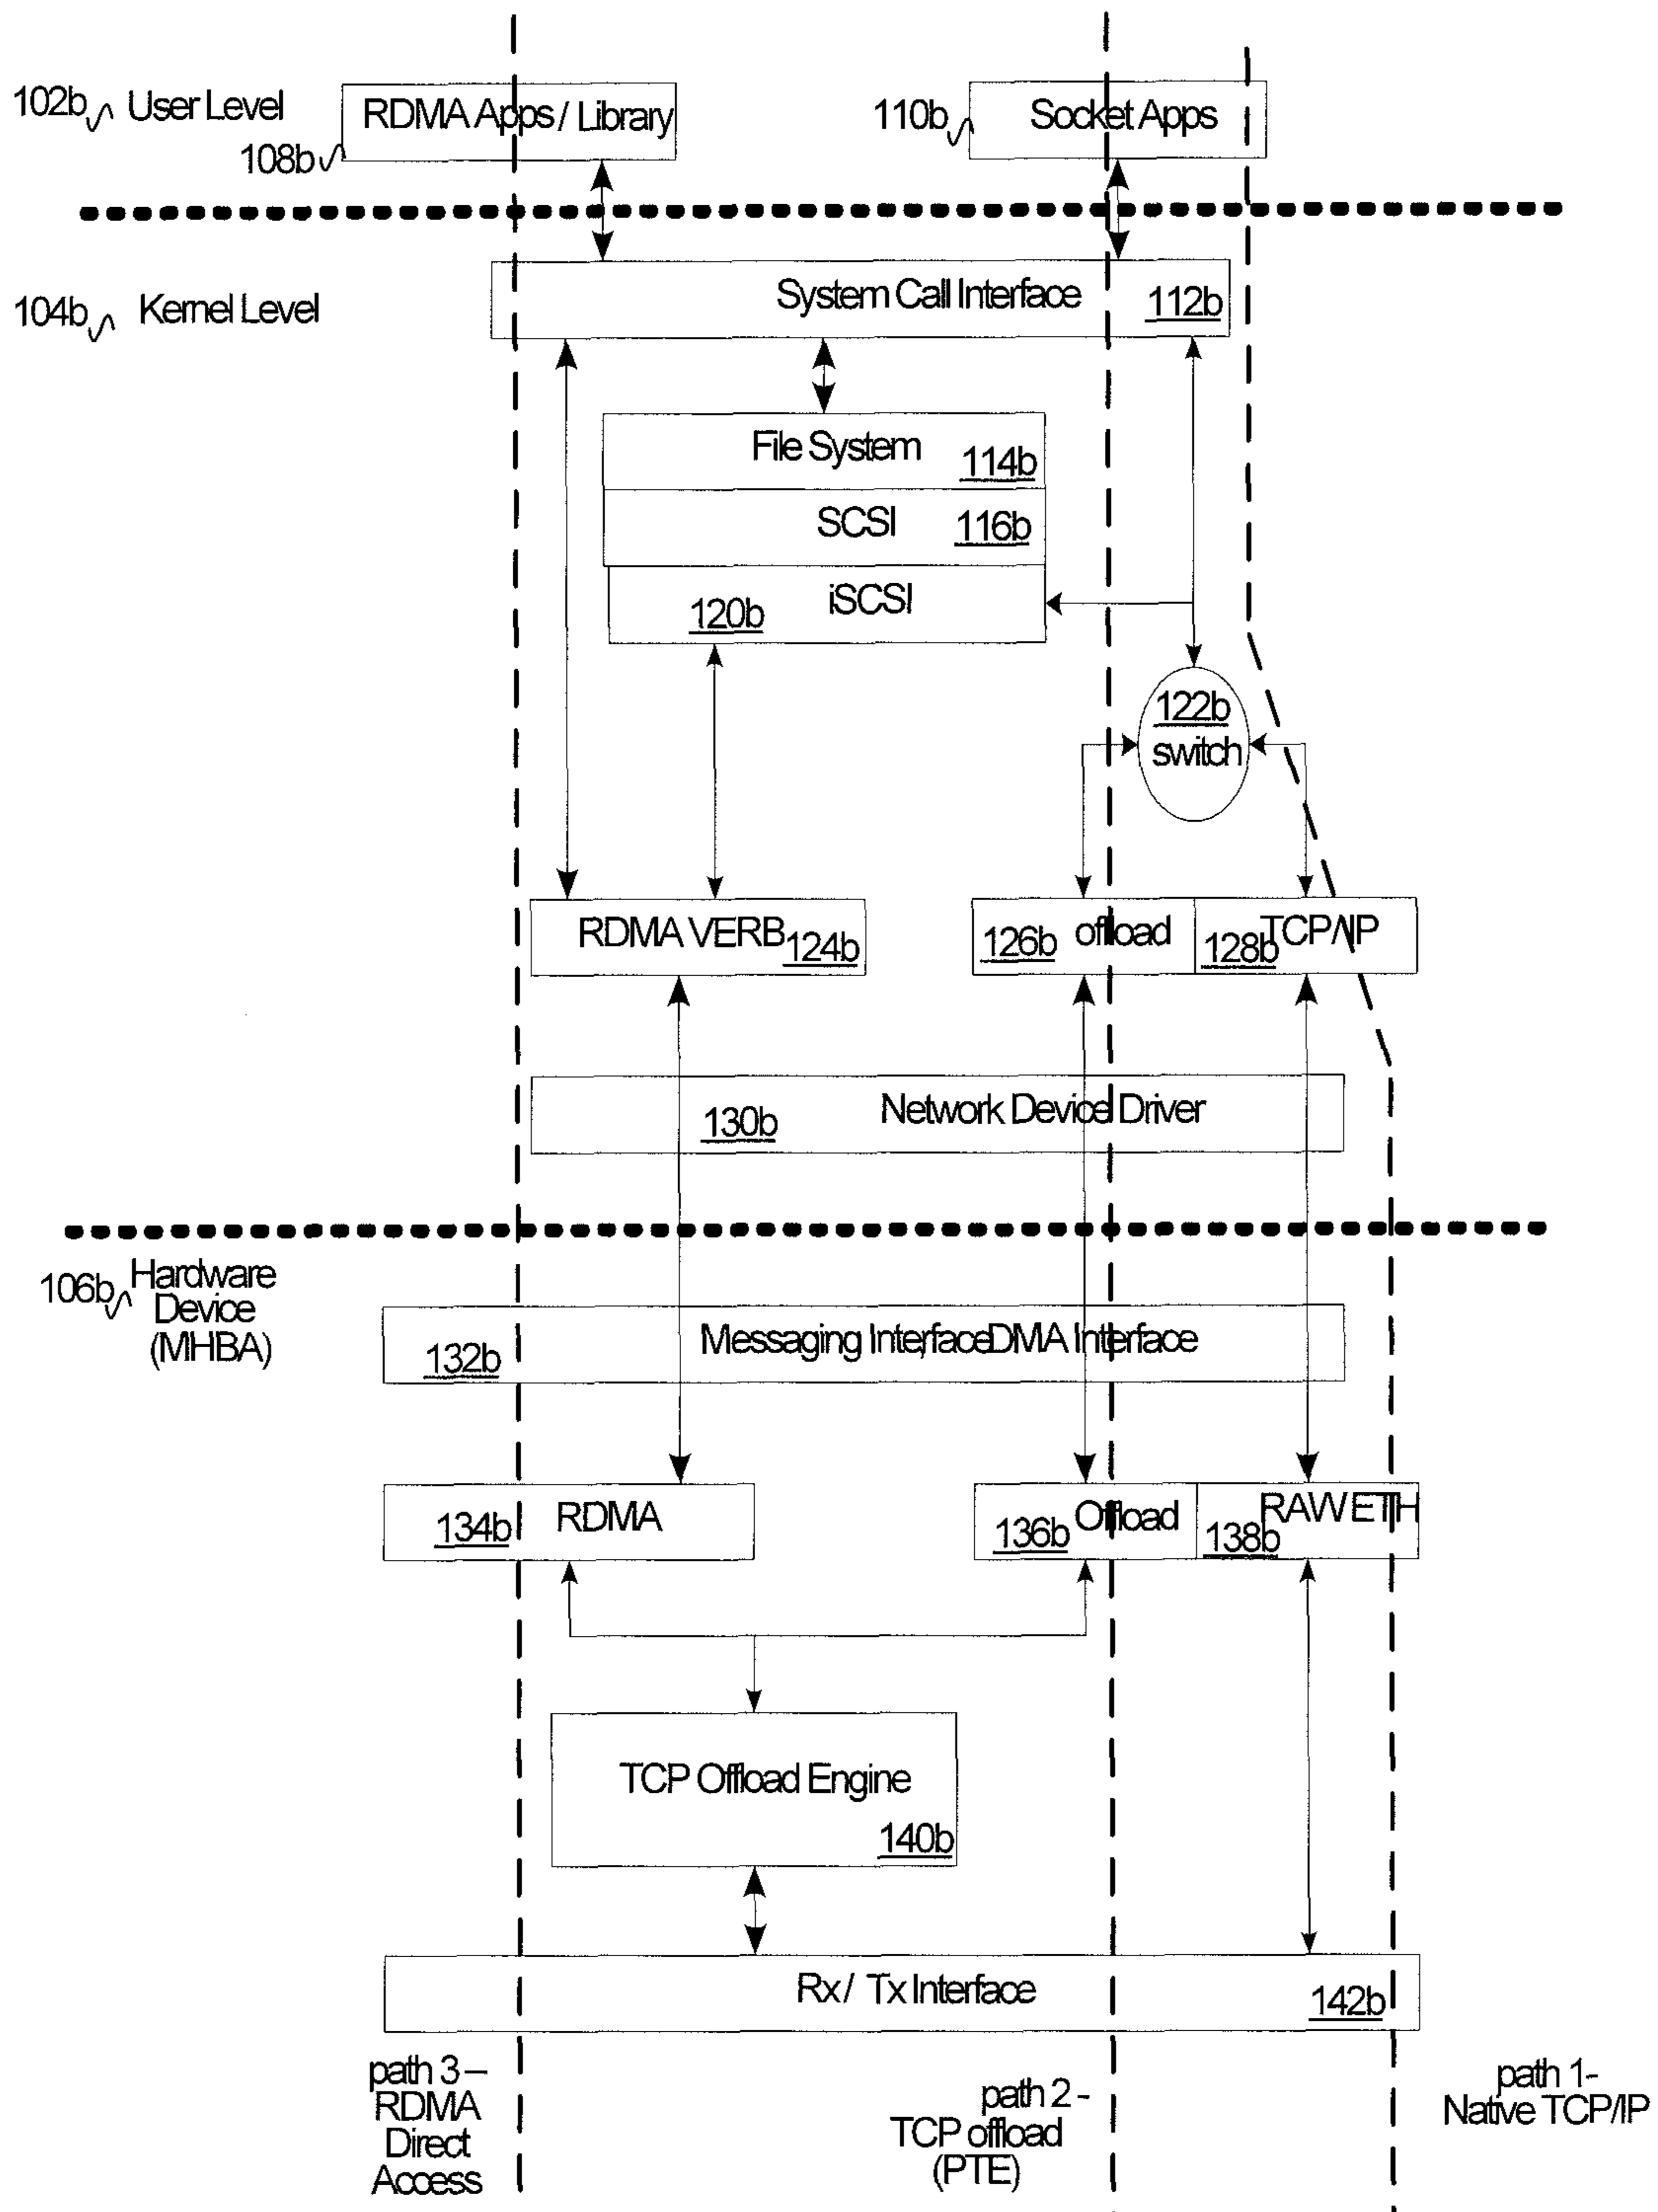 102b User Level
RDMA Apps / Library
108b
110b
Socket Apps
104b Kernel Level
System Call Interface
112b
File System
114b
SCSI
116b
iSCSI
120b
122b
switch
RDMA VERB
124b
126b
offload
128b
TCP/IP
Network Device Driver
130b
106b
Hardware
Device
(MHBA)
Messaging Interface/DMA Interface
132b
RDMA
134b
Offload
136b
RAW ETH
138b
TCP Offload Engine
140b
Rx / Tx Interface
142b
path 3 –
RDMA
Direct
Access
path 2 -
TCP offload
(PTE)
path 1-
Native TCP/IP